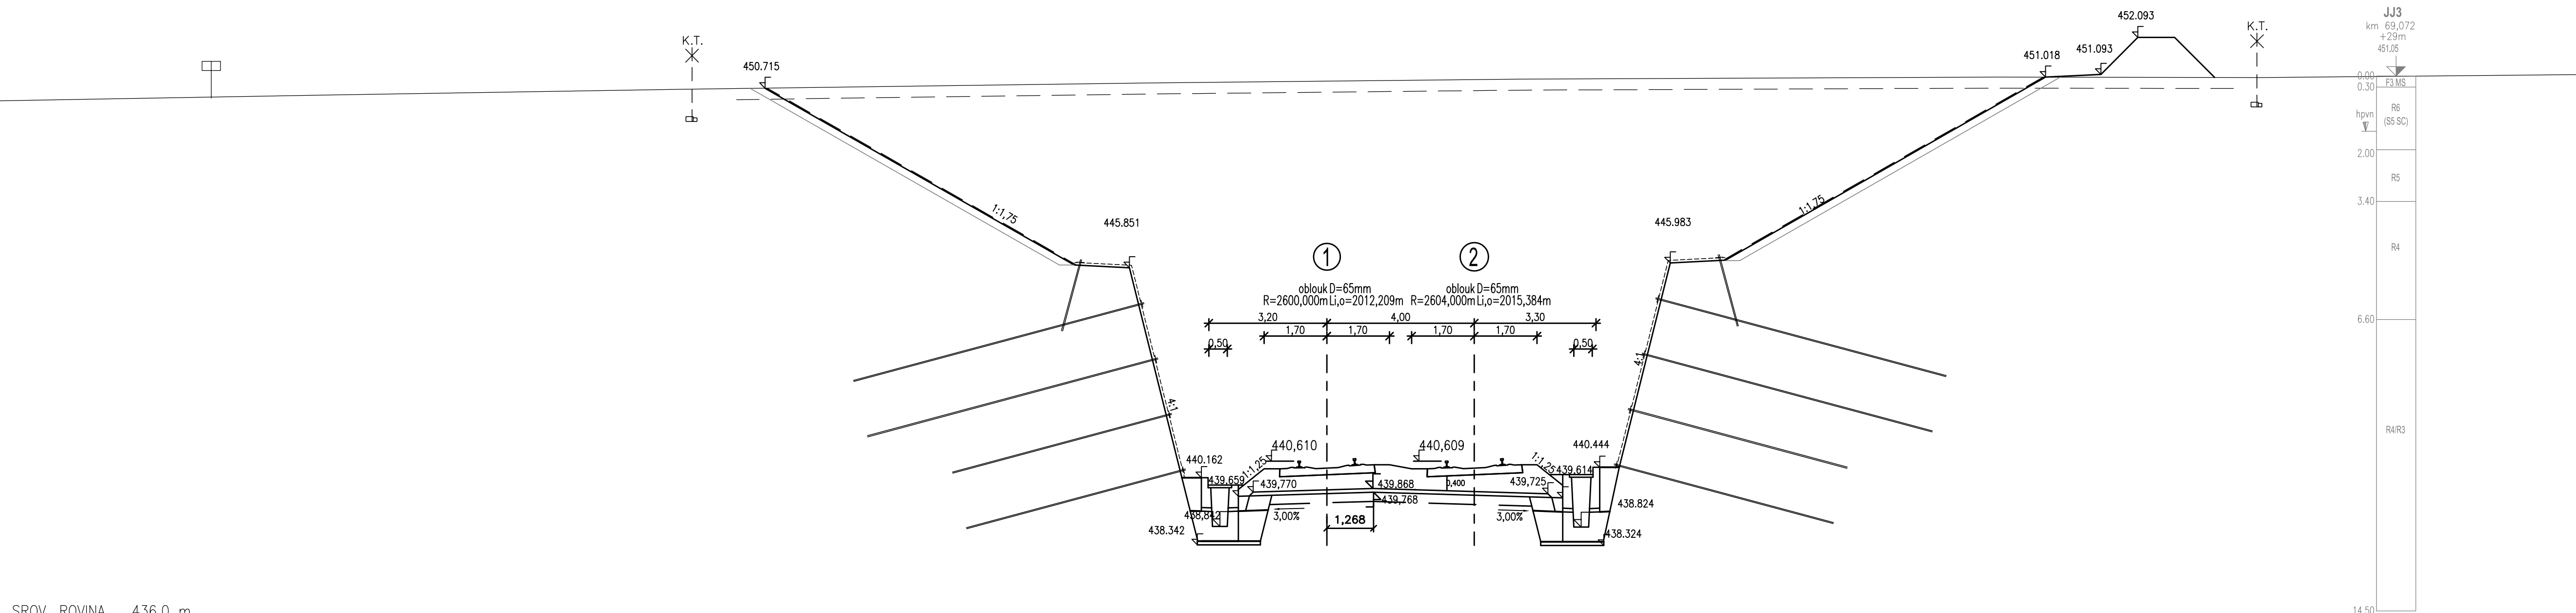 452.093
JJ3
km 69,072
+29m
451,05
K.T.
K.T.
451.018
451.093
450.715
0.00
F3 MS
0.30
R6
hpvn
(S5 SC)
2.00
R5
1:1,75
1:1,75
3.40
445.851
445.983
R4
1
2
oblouk D=65mm
R=2600,000m Li,o=2012,209m
oblouk D=65mm
R=2604,000m Li,o=2015,384m
3,20
4,00
3,30
6.60
1,70
1,70
1,70
1,70
0,50
0,50
4:1
4:1
R4/R3
440,610
440,609
440.444
440.162
1:1,25
1:1,25
439.614
439.659
439,770
439.868
0,400
439,725
439,768
438.824
438,842
3,00%
1,268
3,00%
438.342
438.324
SROV. ROVINA 436.0 m
14.50